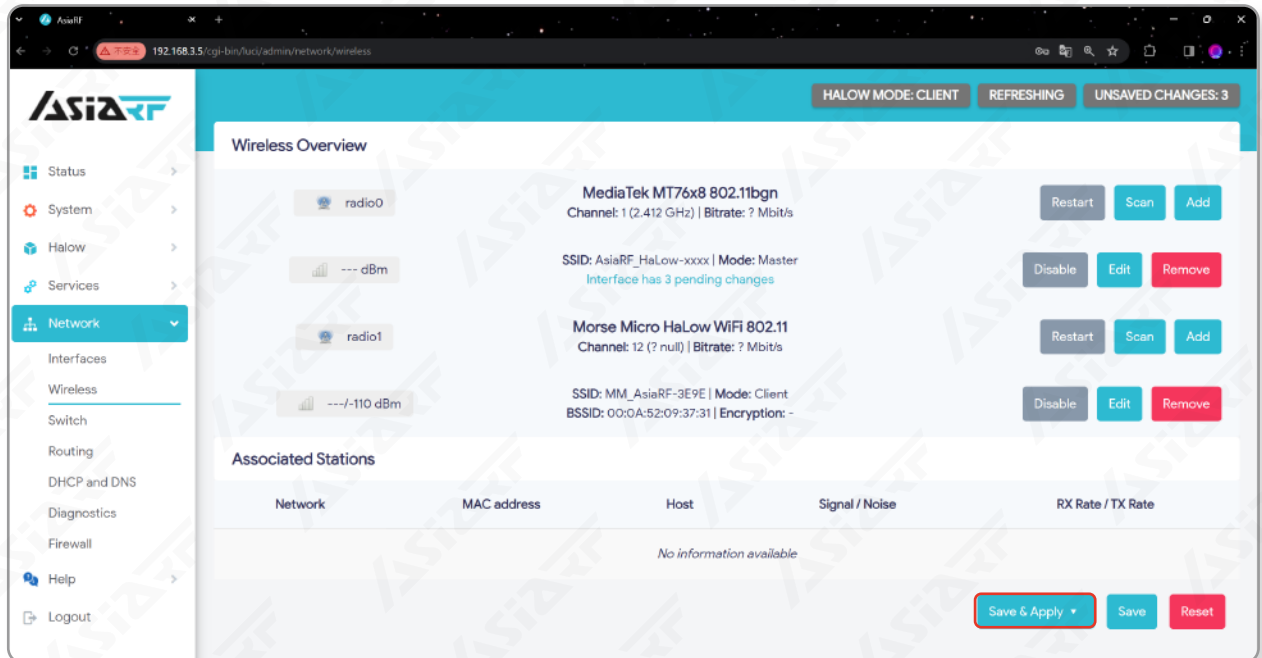 AsiaRF
不安全 192.168.3.5/cgi-bin/luci/admin/network/wireless
ASiaRF
HALOW MODE: CLIENT REFRESHING UNSAVED CHANGES: 3
Wireless Overview
Status
System
Halow
Services
Network
Interfaces
Wireless
Switch
Routing
DHCP and DNS
Diagnostics
Firewall
Help
Logout
radio0 MediaTek MT76x8 802.11bgn Restart Scan Add
Channel: 1 (2.412 GHz) | Bitrate: ? Mbit/s
--- dBm SSID: AsiaRF_HaLow-xxxx | Mode: Master Disable Edit Remove
Interface has 3 pending changes
radio1 Morse Micro HaLow WiFi 802.11 Restart Scan Add
Channel: 12 (? null) | Bitrate: ? Mbit/s
---/-110 dBm SSID: MM_AsiaRF-3E9E | Mode: Client Disable Edit Remove
BSSID: 00:0A:52:09:37:31 | Encryption: -
Associated Stations
Network MAC address Host Signal / Noise RX Rate / TX Rate
No information available
Save & Apply Save Reset